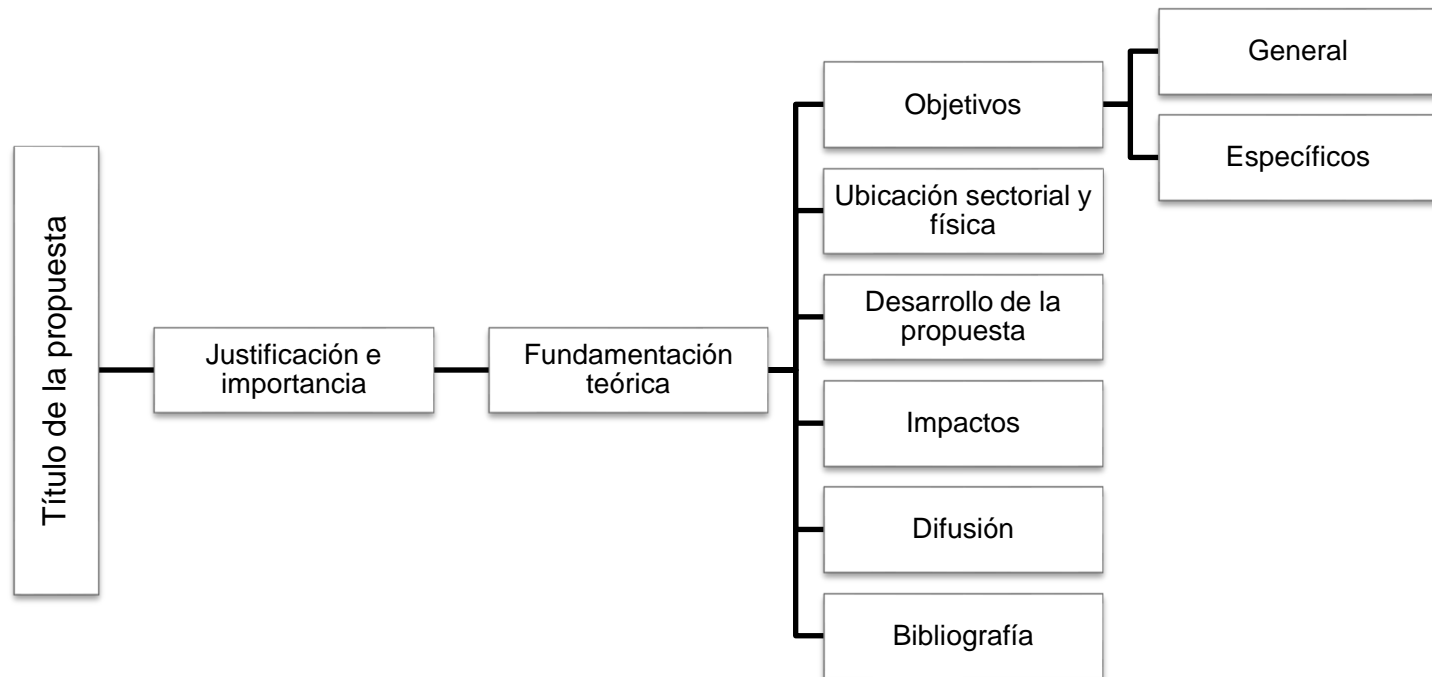 Título de la propuesta
Justificación e
importancia
Fundamentación
teórica
Objetivos
General
Específicos
Ubicación sectorial y
física
Desarrollo de la
propuesta
Impactos
Difusión
Bibliografía